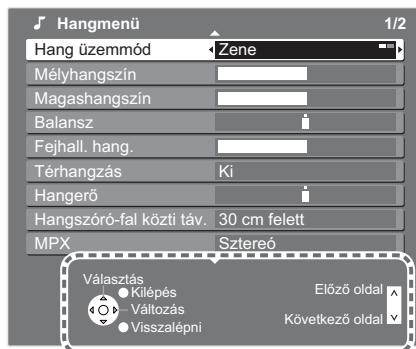 Hangmenü 1/2
Hang üzemmód Zene
Mélyhangszín
Magashangszín
Balansz
Fejhall. hang.
Térhangzás Ki
Hangerő
Hangszóró-fal közti táv. 30 cm felett
MPX Sztereó
Választás
Kilépés
Változás
Visszalépni
Előző oldal
Következő oldal